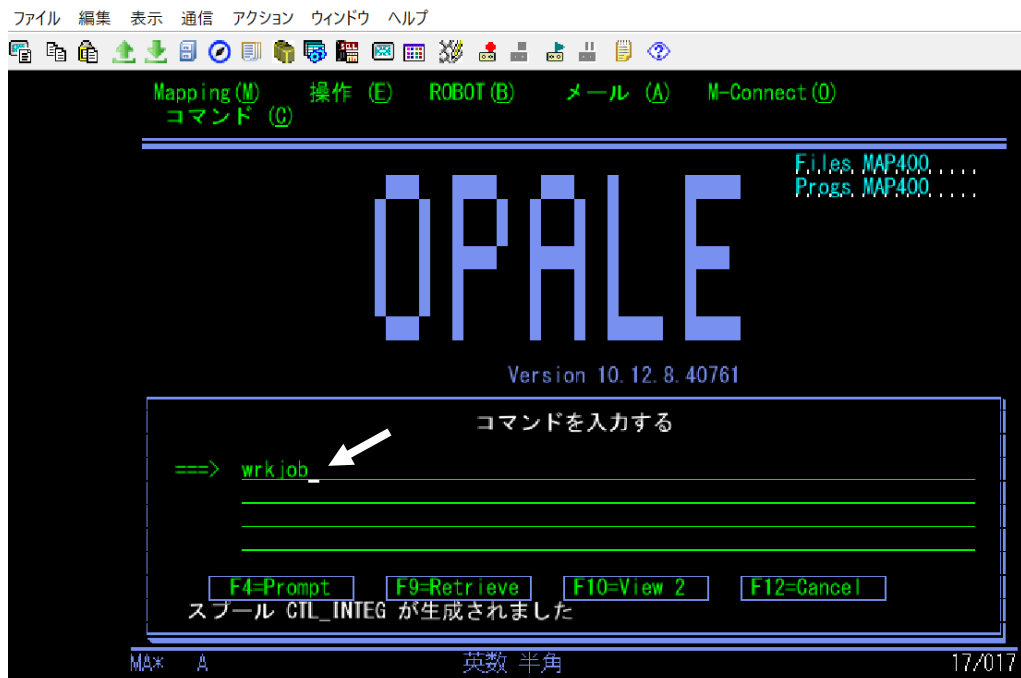 ファイル 編集 表示 通信 アクション ウィンドウ ヘルプ
Mapping(M) 操作 (E) ROBOT(B) メール (A) M-Connect(O)
コマンド (C)
Files MAP400.....
Progs MAP400.....
OPALE
Version 10.12.8.40761
コマンドを入力する
===> wrkjob_
F4=Prompt F9=Retrieve F10=View 2 F12=Cancel
スプール CTL_INTEG が生成されました
MA* A 英数 半角 17/017